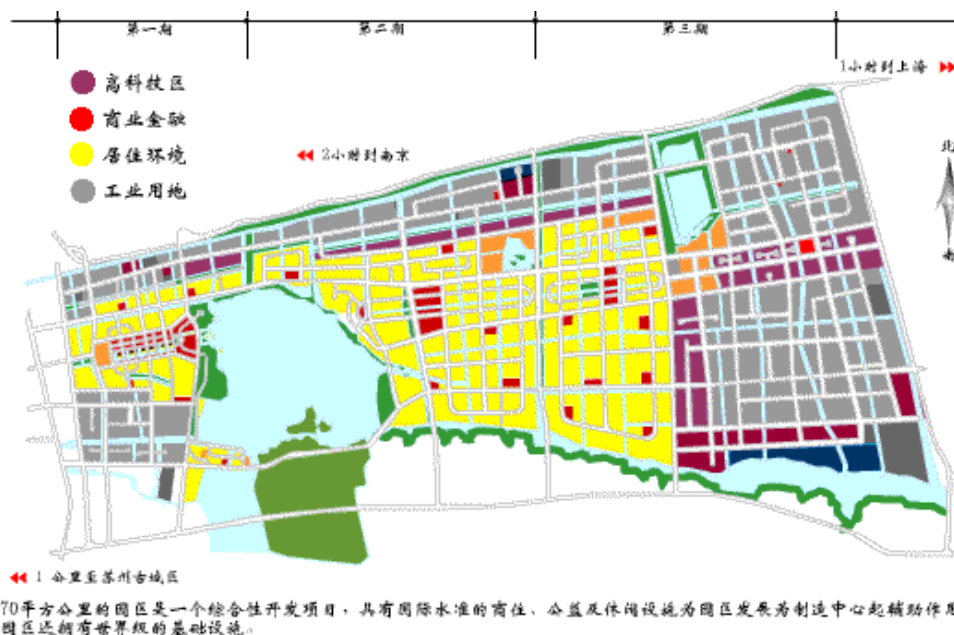 第一期
第二期
第三期
1小时到上海
高科技区
商业金融
2小时到南京
居住环境
工业用地
北
南
1 公里至苏州古城区
70平方公里的园区是一个综合性开发项目，具有国际水准的商住、公益及休闲设施为园区发展为制造中心起辅助作用
园区还拥有世界级的基础设施。